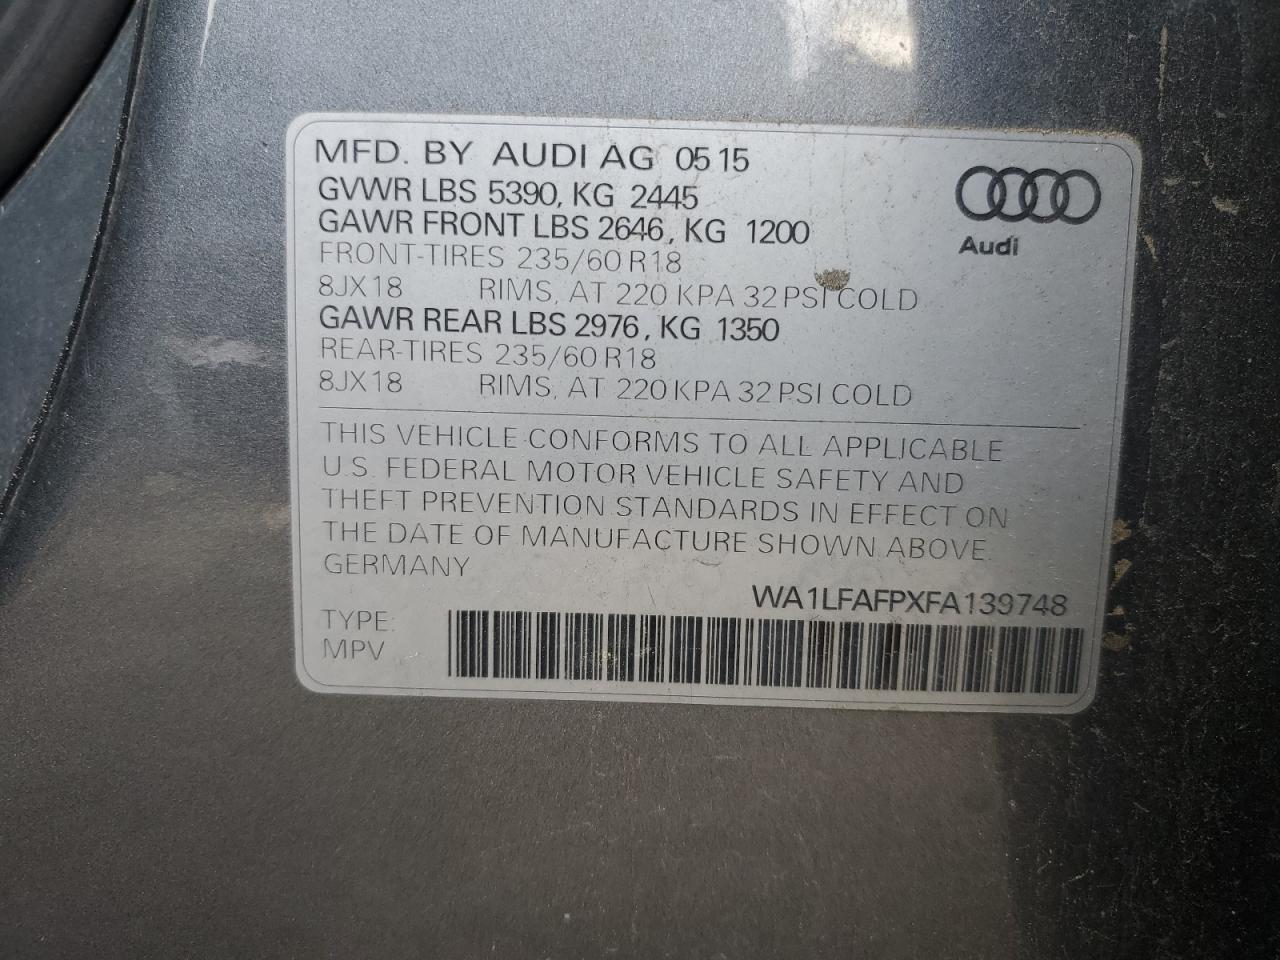 MFD. BY AUDI AG 05 15
GVWR LBS 5390, KG 2445
GAWR FRONT LBS 2646, KG 1200
FRONT-TIRES 235/60 R18
8JX18 RIMS, AT 220 KPA 32 PSI COLD
GAWR REAR LBS 2976, KG 1350
REAR-TIRES 235/60 R18
8JX18 RIMS, AT 220 KPA 32 PSI COLD
Audi
THIS VEHICLE CONFORMS TO ALL APPLICABLE
U.S. FEDERAL MOTOR VEHICLE SAFETY AND
THEFT PREVENTION STANDARDS IN EFFECT ON
THE DATE OF MANUFACTURE SHOWN ABOVE.
GERMANY
WA1LFAFPXFA139748
TYPE:
MPV